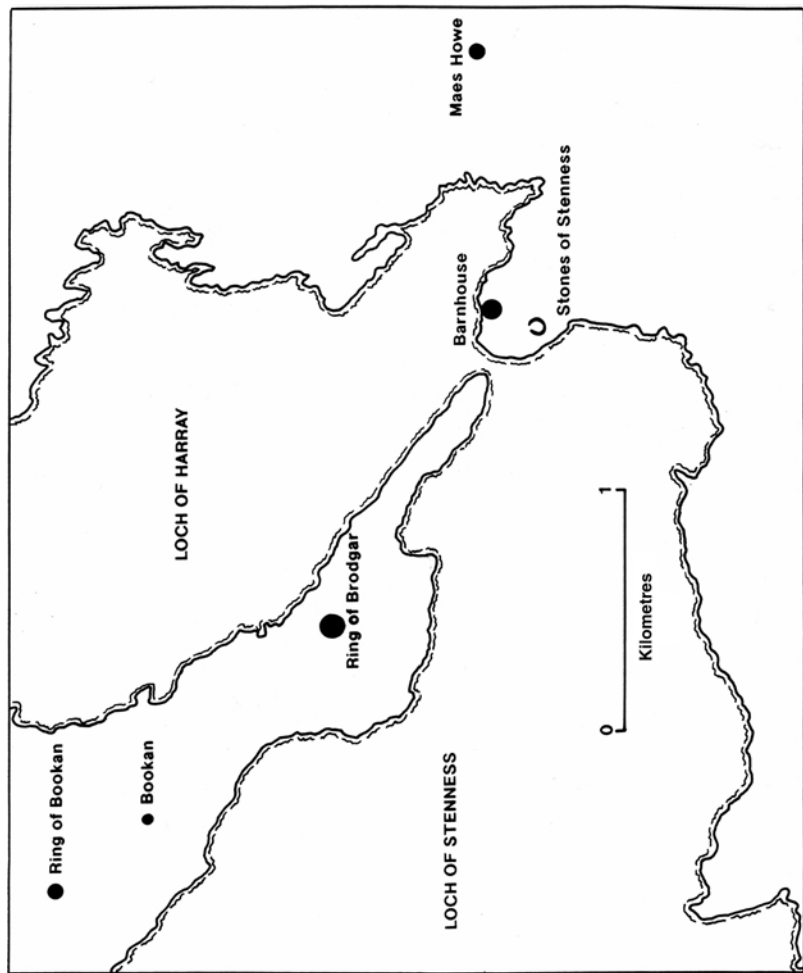 Ring of Bookan
Bookan
LOCH OF HARRAY
Ring of Brodgar
LOCH OF STENNESS
Barnhouse
Stones of Stenness
Maes Howe
0 1
Kilometres